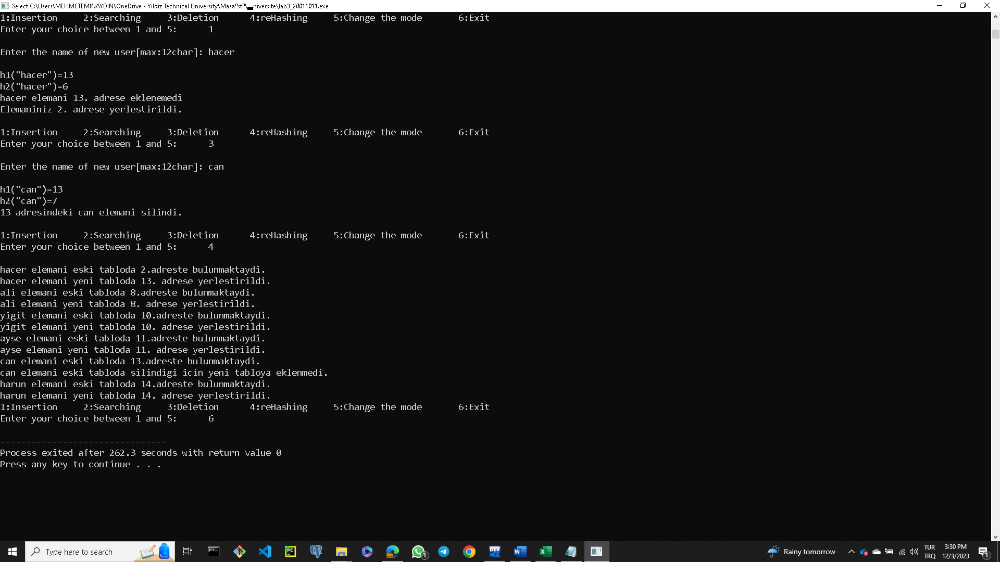 Select C:\Users\MEHMETEMINAYDIN\OneDrive - Yildiz Technical University\Masaⁿstⁿ\▄niversite\lab3_20011011.exe
1:Insertion 2:Searching 3:Deletion 4:reHashing 5:Change the mode 6:Exit
Enter your choice between 1 and 5: 1
Enter the name of new user[max:12char]: hacer
h1("hacer")=13
h2("hacer")=6
hacer elemani 13. adrese eklenemedi
Elemaniniz 2. adrese yerlestirildi.
1:Insertion 2:Searching 3:Deletion 4:reHashing 5:Change the mode 6:Exit
Enter your choice between 1 and 5: 3
Enter the name of new user[max:12char]: can
h1("can")=13
h2("can")=7
13 adresindeki can elemani silindi.
1:Insertion 2:Searching 3:Deletion 4:reHashing 5:Change the mode 6:Exit
Enter your choice between 1 and 5: 4
hacer elemani eski tabloda 2.adreste bulunmaktaydi.
hacer elemani yeni tabloda 13. adrese yerlestirildi.
ali elemani eski tabloda 8.adreste bulunmaktaydi.
ali elemani yeni tabloda 8. adrese yerlestirildi.
yigit elemani eski tabloda 10.adreste bulunmaktaydi.
yigit elemani yeni tabloda 10. adrese yerlestirildi.
ayse elemani eski tabloda 11.adreste bulunmaktaydi.
ayse elemani yeni tabloda 11. adrese yerlestirildi.
can elemani eski tabloda 13.adreste bulunmaktaydi.
can elemani eski tabloda silindigi icin yeni tabloya eklenmedi.
harun elemani eski tabloda 14.adreste bulunmaktaydi.
harun elemani yeni tabloda 14. adrese yerlestirildi.
1:Insertion 2:Searching 3:Deletion 4:reHashing 5:Change the mode 6:Exit
Enter your choice between 1 and 5: 6
--------------------------------
Process exited after 262.3 seconds with return value 0
Press any key to continue . . .
Type here to search
PC
1
DEV
Rainy tomorrow
TUR
TRQ
3:30 PM
12/3/2023
1